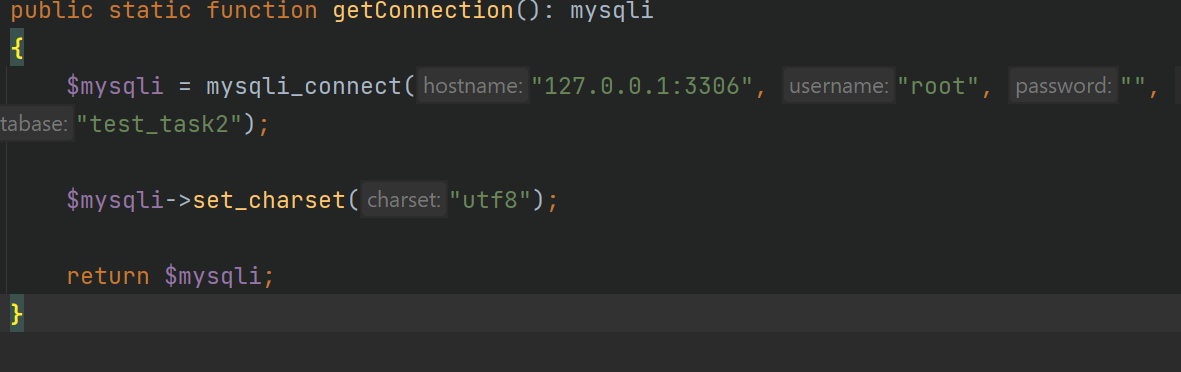 public static function getConnection(): mysqli
{
$mysqli = mysqli_connect( hostname: "127.0.0.1:3306", username: "root", password: "",
tabase: "test_task2");
$mysqli->set_charset( charset: "utf8");
return $mysqli;
}